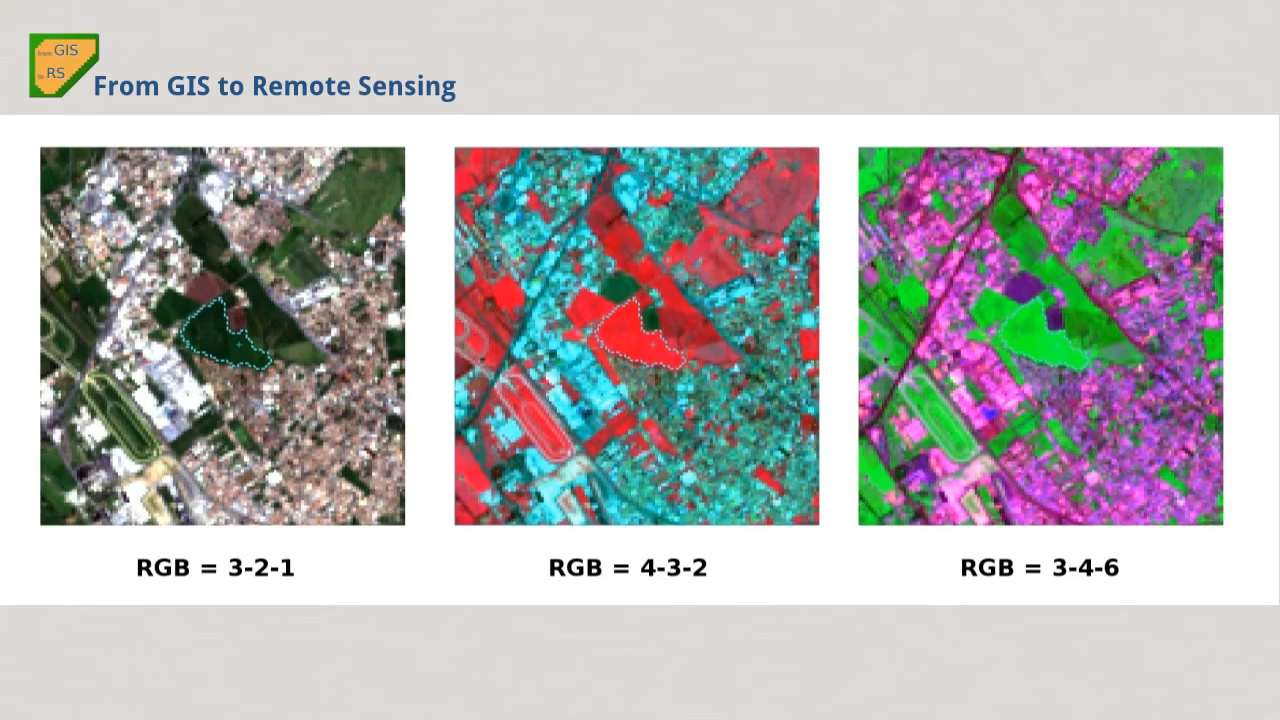 from GIS
to RS
From GIS to Remote Sensing
RGB = 3-2-1
RGB = 4-3-2
RGB = 3-4-6